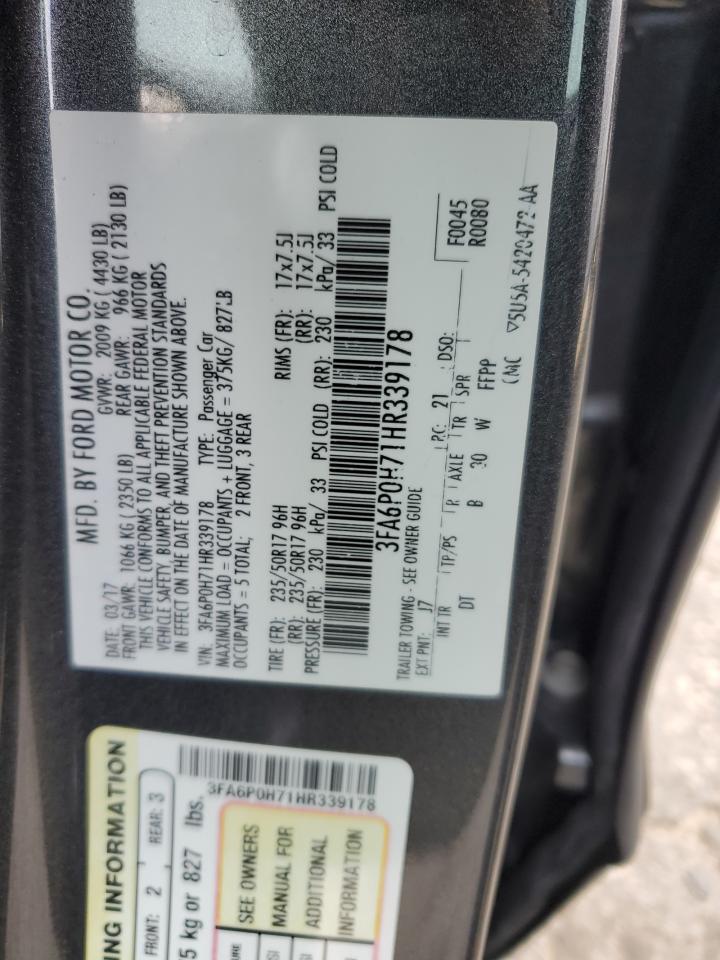 MFD. BY FORD MOTOR CO.
DATE: 03/17 GVWR: 2009 KG ( 4430 LB)
FRONT GAWR: 1066 KG ( 2350 LB) REAR GAWR: 966 KG ( 2130 LB)
THIS VEHICLE CONFORMS TO ALL APPLICABLE FEDERAL MOTOR
VEHICLE SAFETY, BUMPER, AND THEFT PREVENTION STANDARDS
IN EFFECT ON THE DATE OF MANUFACTURE SHOWN ABOVE.
VIN: 3FA6P0H71HR339178 TYPE: Passenger Car
MAXIMUM LOAD = OCCUPANTS + LUGGAGE = 375KG/ 827LB
OCCUPANTS = 5 TOTAL; 2 FRONT, 3 REAR
TIRE (FR): 235/50R17 96H RIMS (FR): 17x7.5J
(RR): 235/50R17 96H (RR): 17x7.5J
PRESSURE (FR): 230 kPa/ 33 PSI COLD (RR): 230 kPa/ 33 PSI COLD
3FA6P0H71HR339178
TRAILER TOWING - SEE OWNER GUIDE
EXT PNT: J7 RC: 21 DSO: F0045
R0080
INT TR TP/PS R AXLE TR SPR
DT B 30 W FFPP
CMC ▽5U5A-5420472-AA
ING INFORMATION
FRONT: 2 REAR: 3
5 kg or 827 lbs.
3FA6P0H71HR339178
SEE OWNERS
MANUAL FOR
ADDITIONAL
INFORMATION